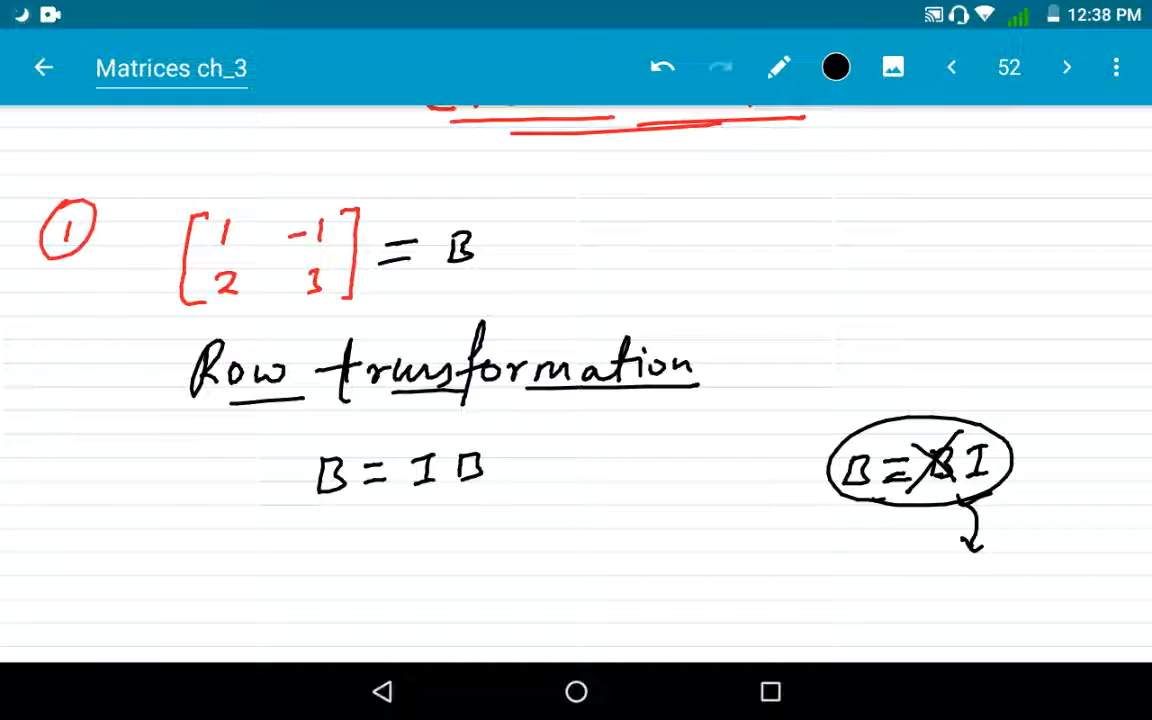 12:38 PM
Matrices ch_3
52
1
[1 -1
2 3] = B
Row transformation
B = I B
B = B I